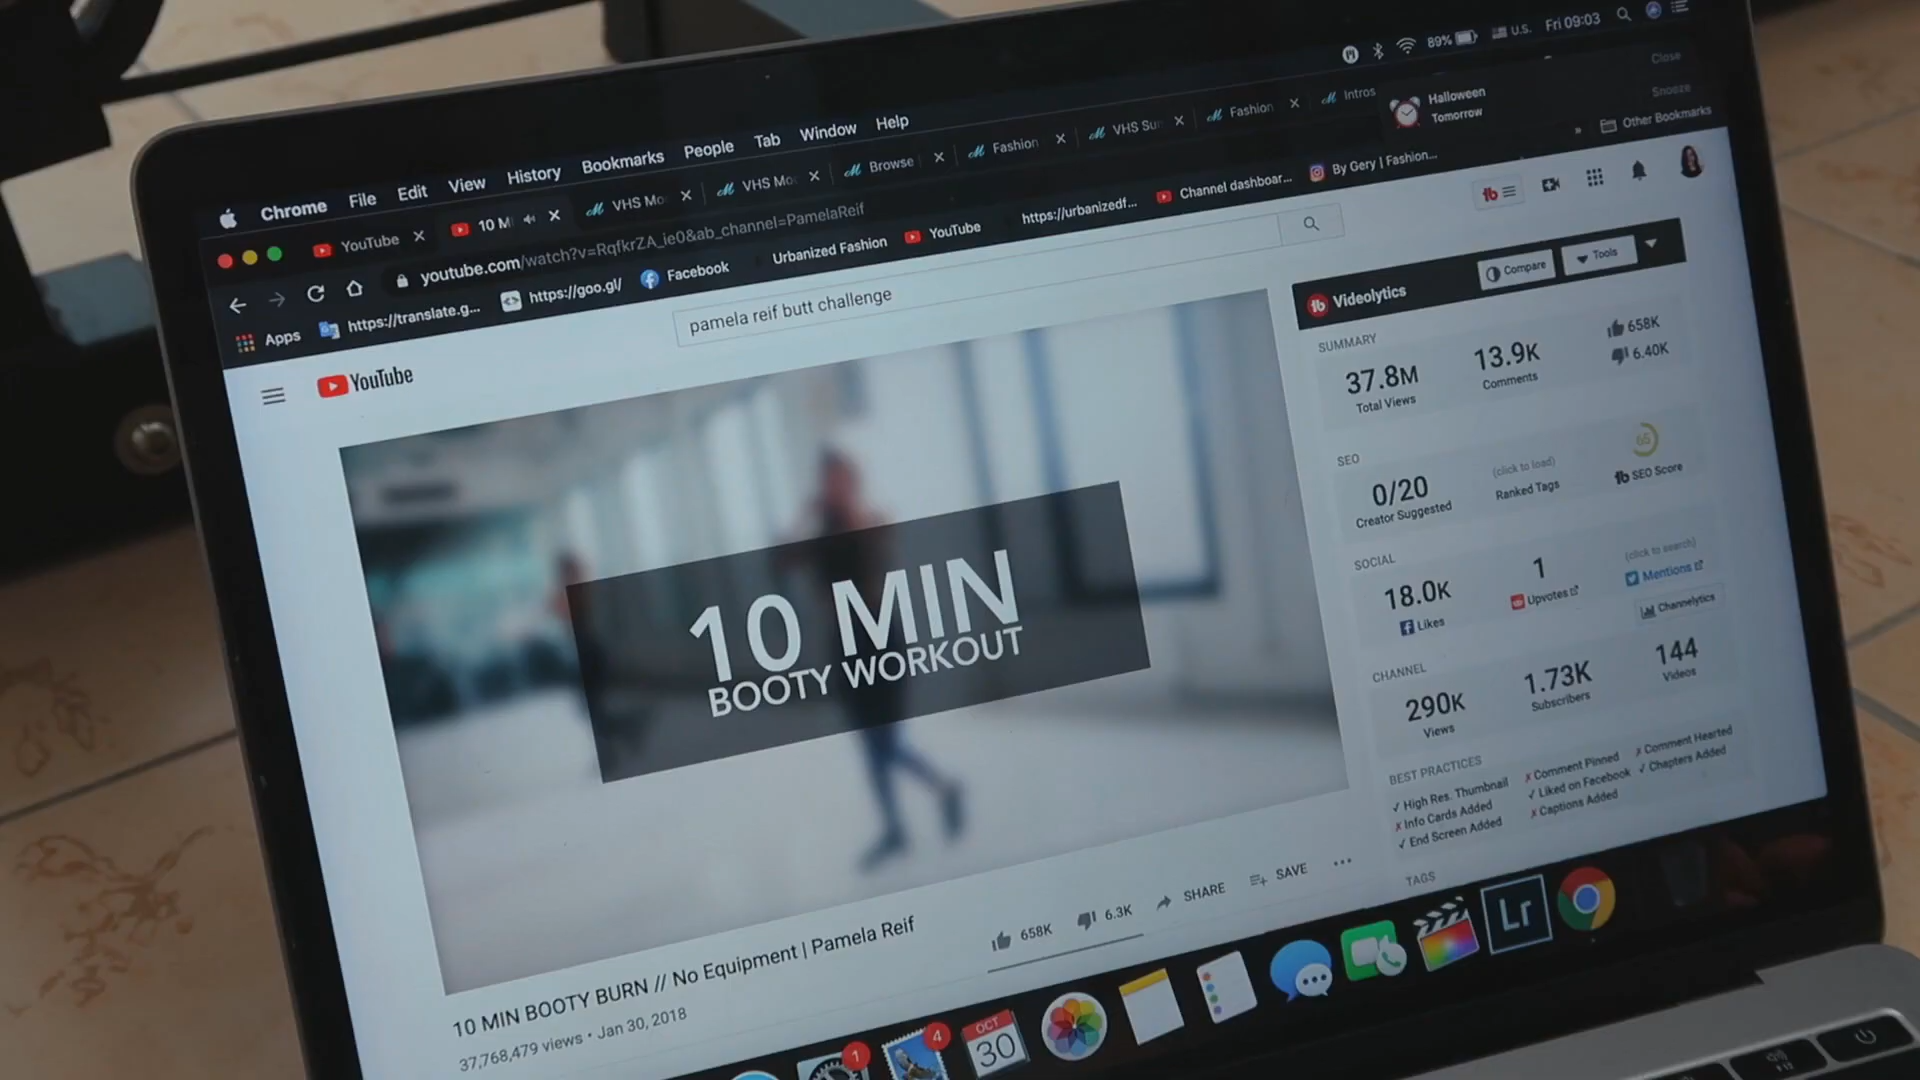 Chrome File Edit View History Bookmarks People Tab Window Help 89% U.S. Fri 09:03
YouTube 10 M VHS Mo VHS Mo Browse Fashion VHS Su Fashion Intros
Halloween
Tomorrow
Close
Snooze
youtube.com/watch?v=RqfkrZA_ie0&ab_channel=PamelaReif
Apps https://translate.g... https://goo.gl/ Facebook Urbanized Fashion YouTube https://urbanizedf... Channel dashboar... By Gery | Fashion... » Other Bookmarks
YouTube
pamela reif butt challenge
10 MIN
BOOTY WORKOUT
10 MIN BOOTY BURN // No Equipment | Pamela Reif
37,768,479 views • Jan 30, 2018
658K 6.3K SHARE SAVE
Videolytics Compare Tools
SUMMARY
37.8M 13.9K 658K
Total Views Comments 6.40K
SEO
0/20 (click to load) 65
Creator Suggested Ranked Tags SEO Score
SOCIAL
18.0K 1 (click to search)
Likes Upvotes Mentions
Channelytics
CHANNEL
290K 1.73K 144
Views Subscribers Videos
BEST PRACTICES
✓ High Res. Thumbnail ✗ Comment Pinned ✗ Comment Hearted
✗ Info Cards Added ✓ Liked on Facebook ✓ Chapters Added
✓ End Screen Added ✗ Captions Added
TAGS
1
4
OCT
30
Lr